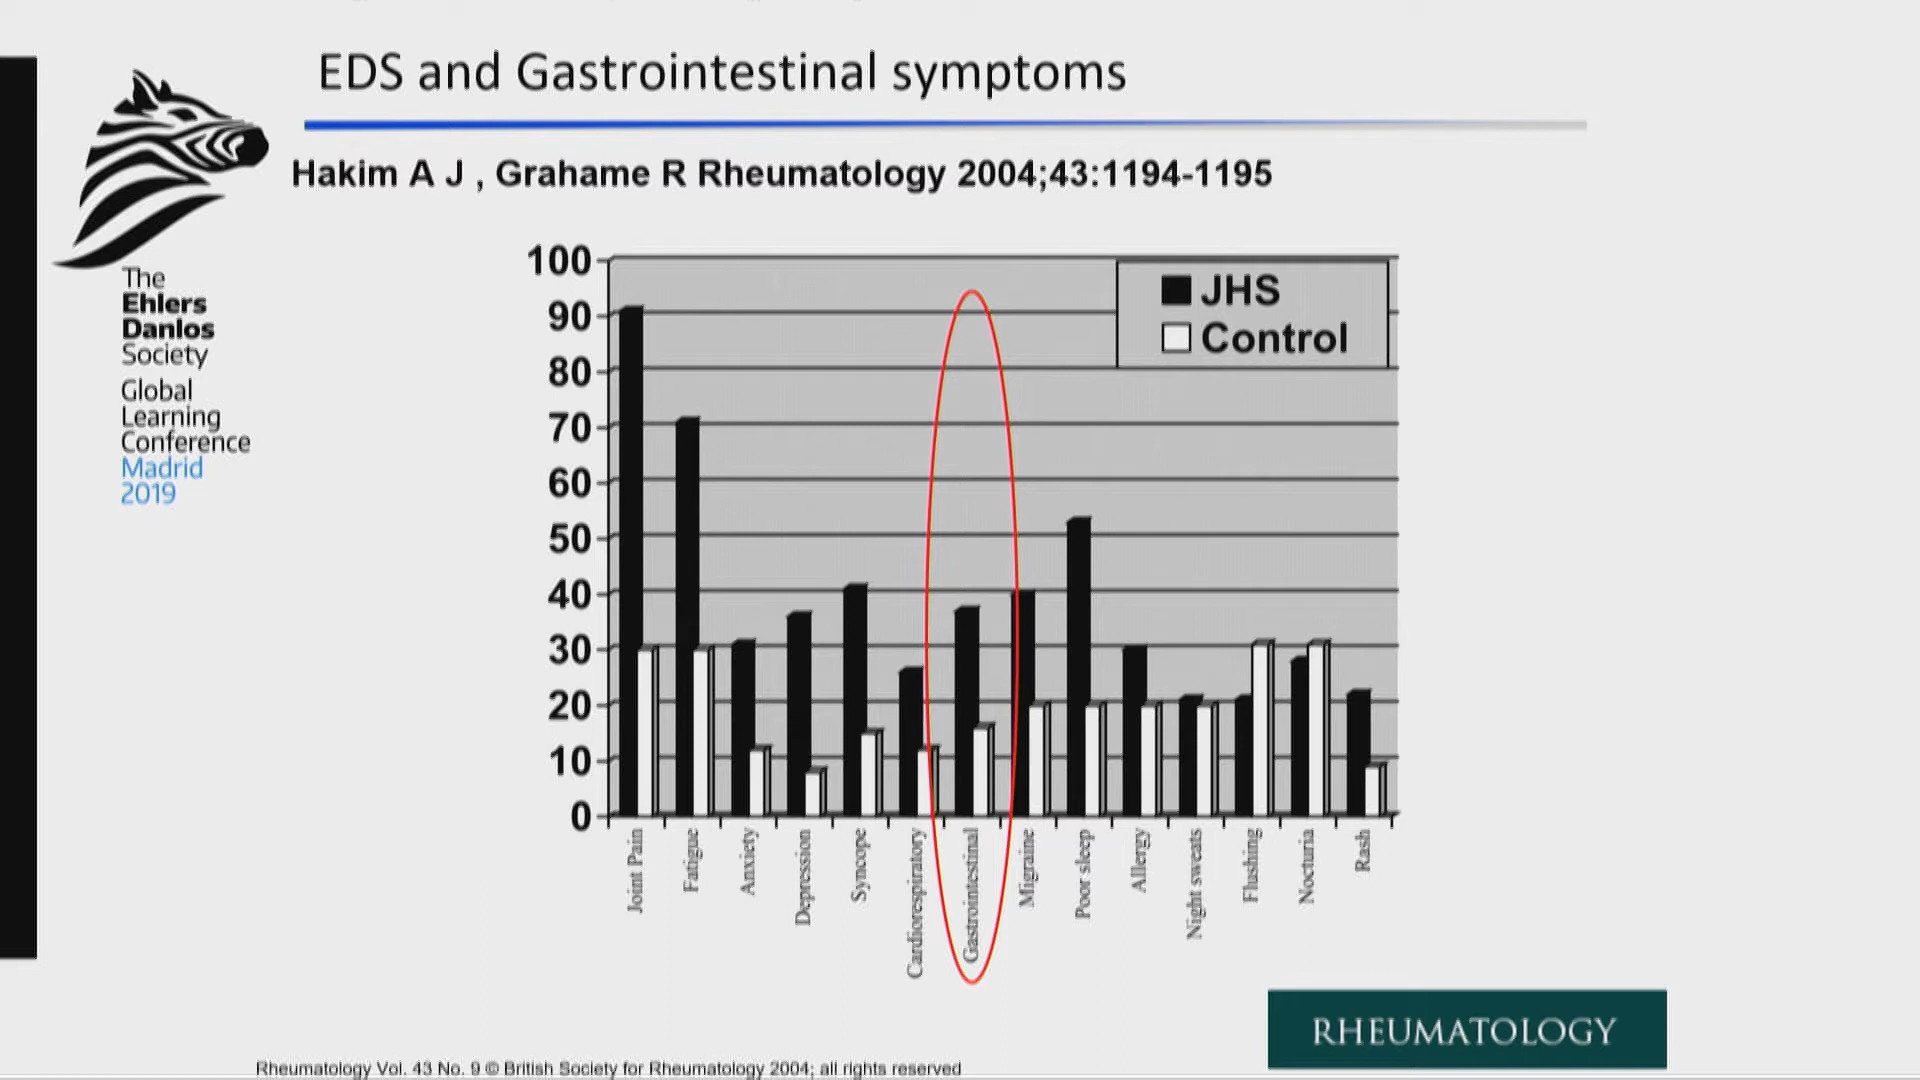 EDS and Gastrointestinal symptoms
Hakim A J , Grahame R Rheumatology 2004;43:1194-1195
The
Ehlers
Danlos
Society
Global
Learning
Conference
Madrid
2019
100
90
80
70
60
50
40
30
20
10
0
JHS
Control
Joint Pain
Fatigue
Anxiety
Depression
Syncope
Cardiorespiratory
Gastrointestinal
Migraine
Poor sleep
Allergy
Night sweats
Flushing
Nocturia
Rash
RHEUMATOLOGY
Rheumatology Vol. 43 No. 9 © British Society for Rheumatology 2004; all rights reserved